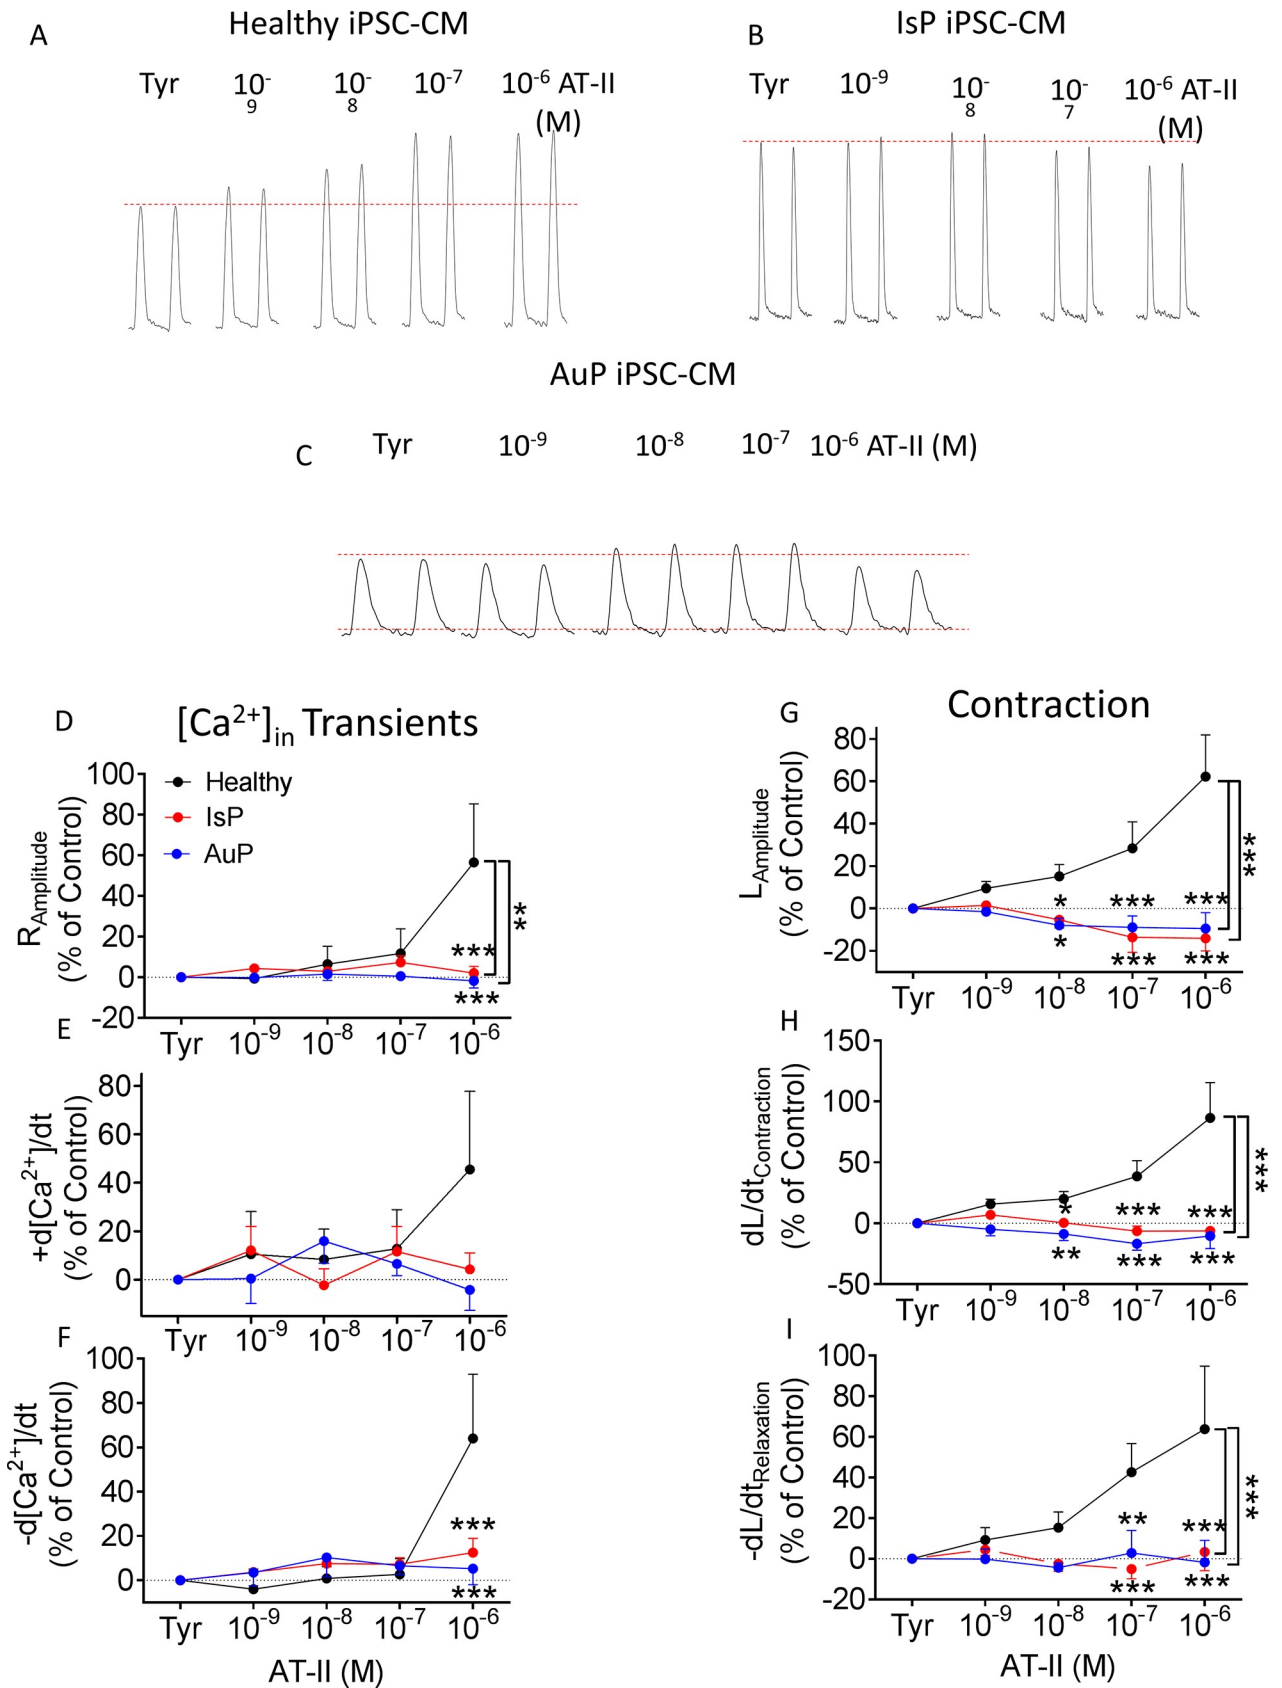 A
Healthy iPSC-CM
Tyr
10-
9
10-
8
10-7
10-6 AT-II
(M)
B
IsP iPSC-CM
Tyr
10-9
10-
8
10-
7
10-6 AT-II
(M)
AuP iPSC-CM
C
Tyr
10-9
10-8
10-7
10-6 AT-II (M)
D
[Ca2+]in Transients
RAmplitude
(% of Control)
100
80
60
40
20
0
-20
Healthy
IsP
AuP
***
***
**
Tyr
10-9
10-8
10-7
10-6
E
+d[Ca2+]/dt
(% of Control)
80
60
40
20
0
Tyr
10-9
10-8
10-7
10-6
F
-d[Ca2+]/dt
(% of Control)
100
80
60
40
20
0
***
***
Tyr
10-9
10-8
10-7
10-6
AT-II (M)
G
Contraction
LAmplitude
(% of Control)
80
60
40
20
0
-20
*
***
***
*
***
***
***
Tyr
10-9
10-8
10-7
10-6
H
dL/dtContraction
(% of Control)
150
100
50
0
-50
*
***
***
**
***
***
***
Tyr
10-9
10-8
10-7
10-6
I
-dL/dtRelaxation
(% of Control)
100
80
60
40
20
0
-20
**
***
***
***
***
Tyr
10-9
10-8
10-7
10-6
AT-II (M)